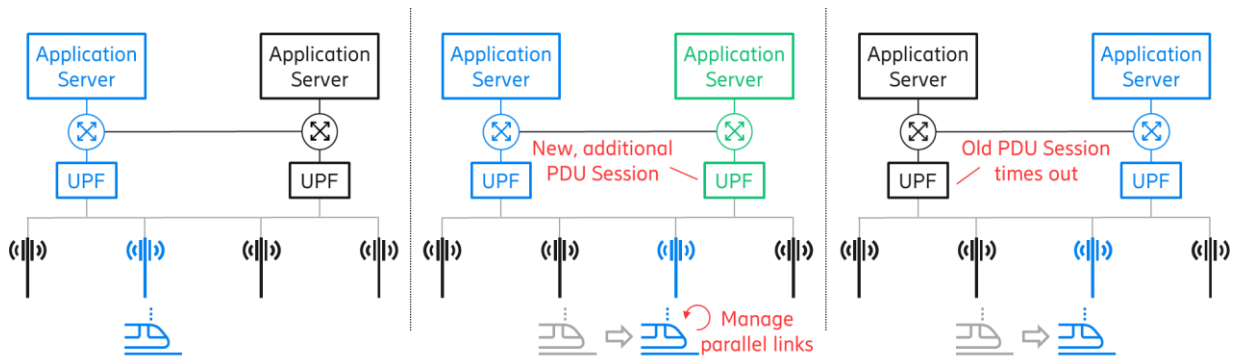 Application
Server
Application
Server
UPF
UPF
Application
Server
Application
Server
New, additional
PDU Session
UPF
UPF
Manage
parallel links
Application
Server
Application
Server
Old PDU Session
times out
UPF
UPF